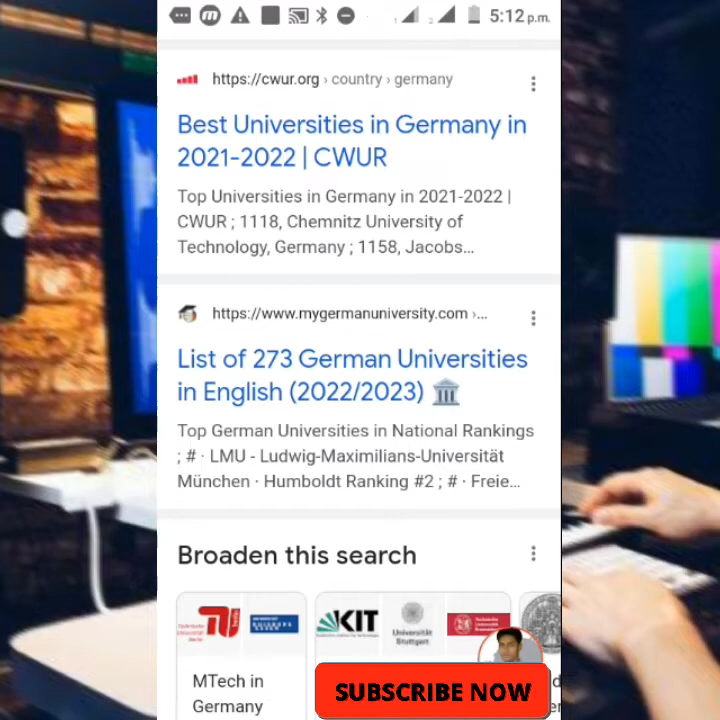 5:12 p.m.
https://cwur.org › country › germany
Best Universities in Germany in
2021-2022 | CWUR
Top Universities in Germany in 2021-2022 |
CWUR ; 1118, Chemnitz University of
Technology, Germany ; 1158, Jacobs...
https://www.mygermanuniversity.com ›...
List of 273 German Universities
in English (2022/2023) 🏛️
Top German Universities in National Rankings
; # · LMU - Ludwig-Maximilians-Universität
München · Humboldt Ranking #2 ; # · Freie...
Broaden this search
KIT
Universität
Stuttgart
MTech in
Germany
SUBSCRIBE NOW